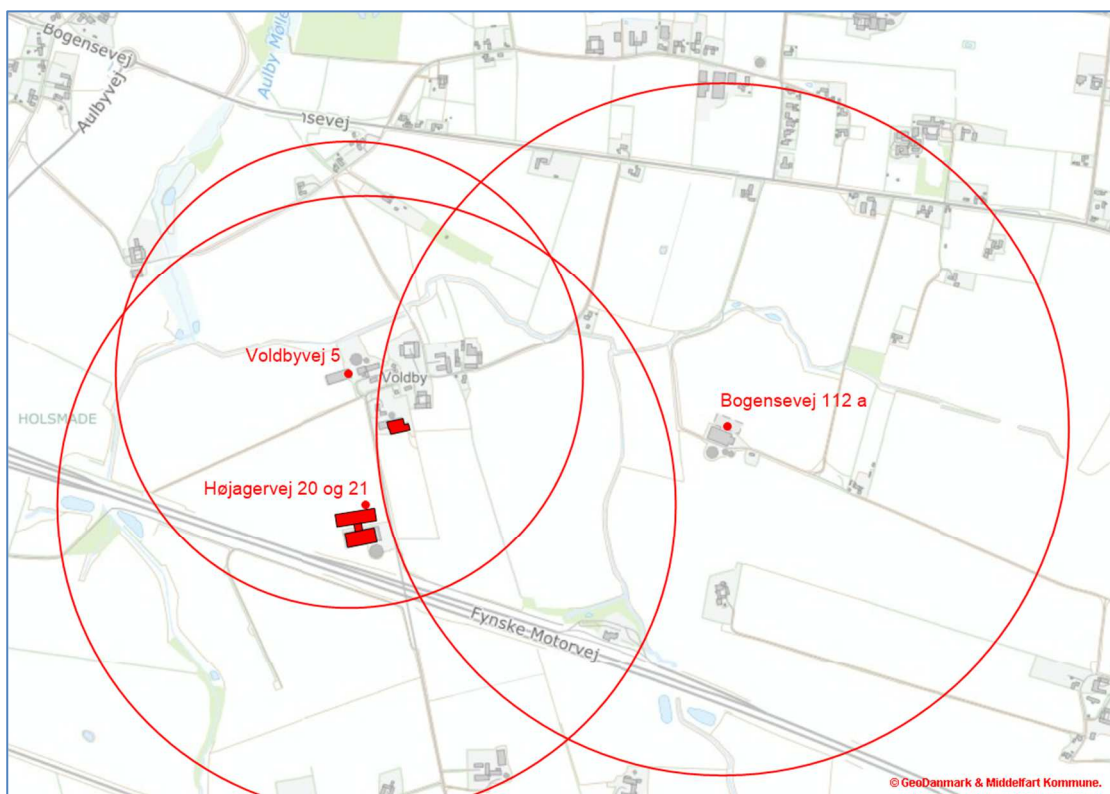 Bogensevej
Aulby Mølle
Aulbyvej
nsevej
Voldbyvej 5
Voldby
Bogensevej 112 a
HOLSMADE
Højagervej 20 og 21
Fynske Motorvej
© GeoDanmark & Middelfart Kommune.